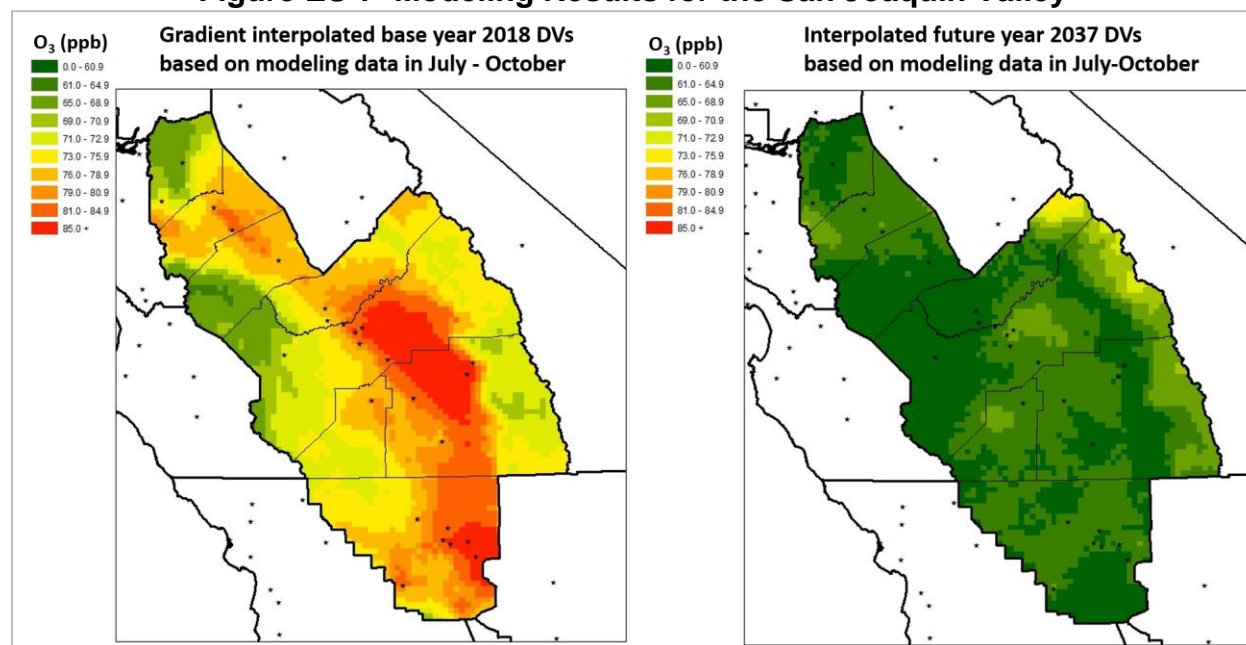 Figure ES-1 Modeling Results for the San Joaquin Valley
O3 (ppb)
0.0 - 60.9
61.0 - 64.9
65.0 - 68.9
69.0 - 70.9
71.0 - 72.9
73.0 - 75.9
76.0 - 78.9
79.0 - 80.9
81.0 - 84.9
85.0 +
Gradient interpolated base year 2018 DVs
based on modeling data in July - October
O3 (ppb)
0.0 - 60.9
61.0 - 64.9
65.0 - 68.9
69.0 - 70.9
71.0 - 72.9
73.0 - 75.9
76.0 - 78.9
79.0 - 80.9
81.0 - 84.9
85.0 +
Interpolated future year 2037 DVs
based on modeling data in July-October